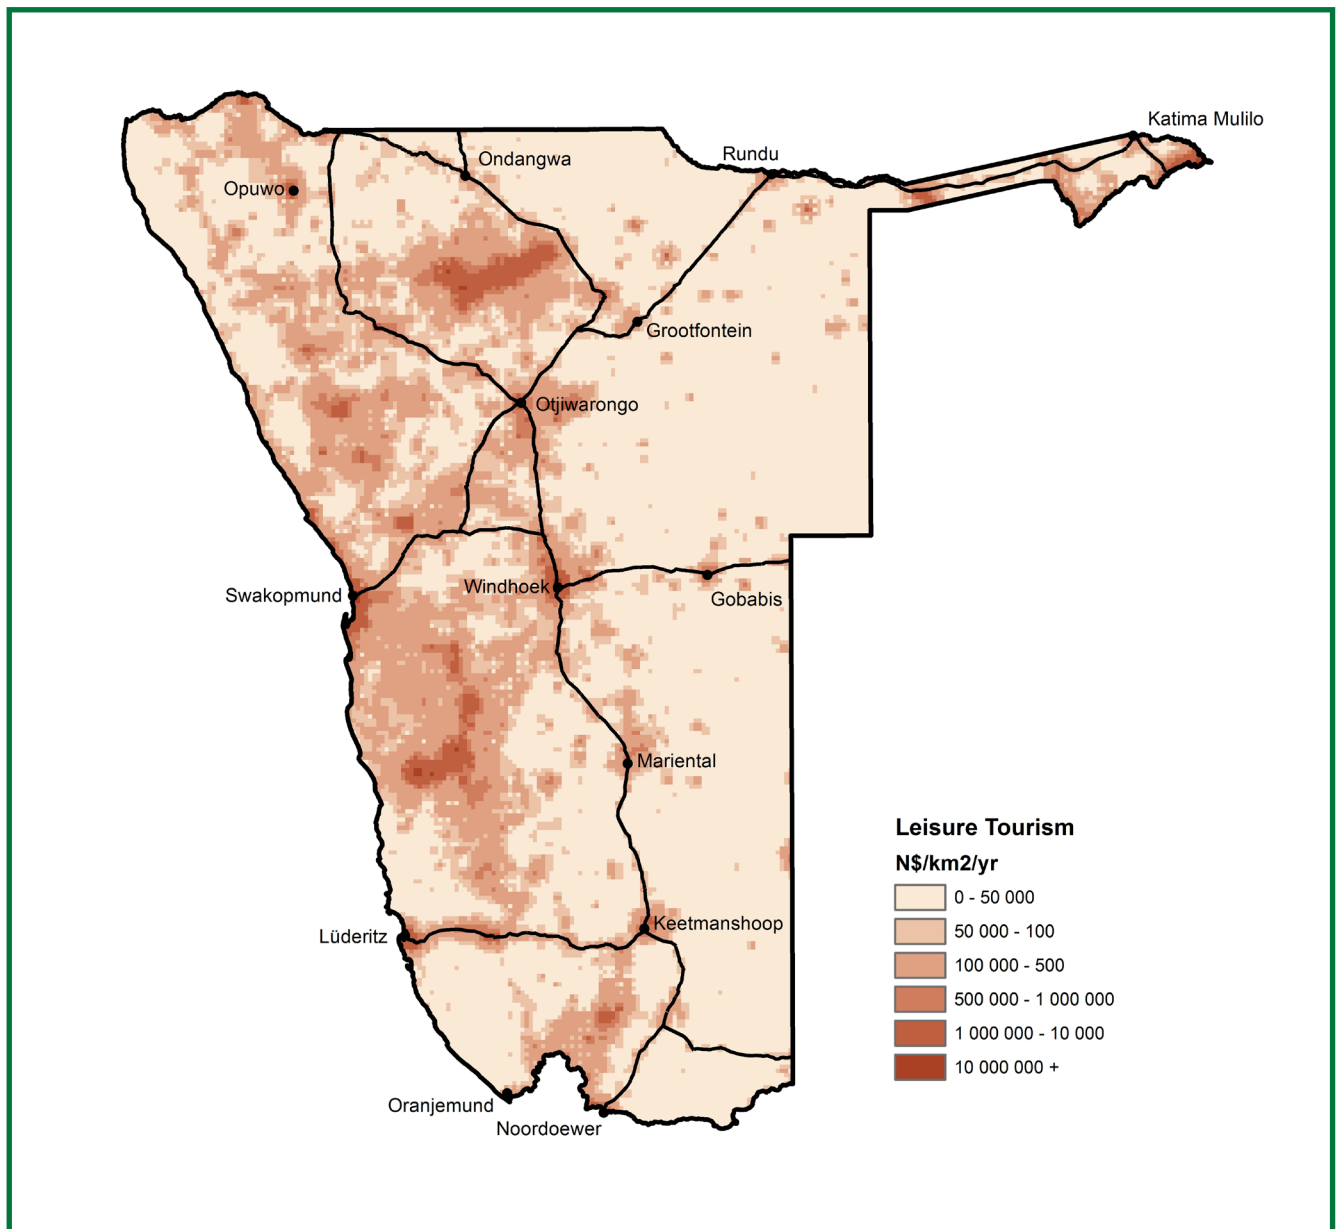 Katima Mulilo
Rundu
Ondangwa
Opuwo
Grootfontein
Otjiwarongo
Swakopmund
Windhoek
Gobabis
Mariental
Leisure Tourism
N$/km2/yr
0 - 50 000
50 000 - 100
100 000 - 500
500 000 - 1 000 000
1 000 000 - 10 000
10 000 000 +
Lüderitz
Keetmanshoop
Oranjemund
Noordoewer